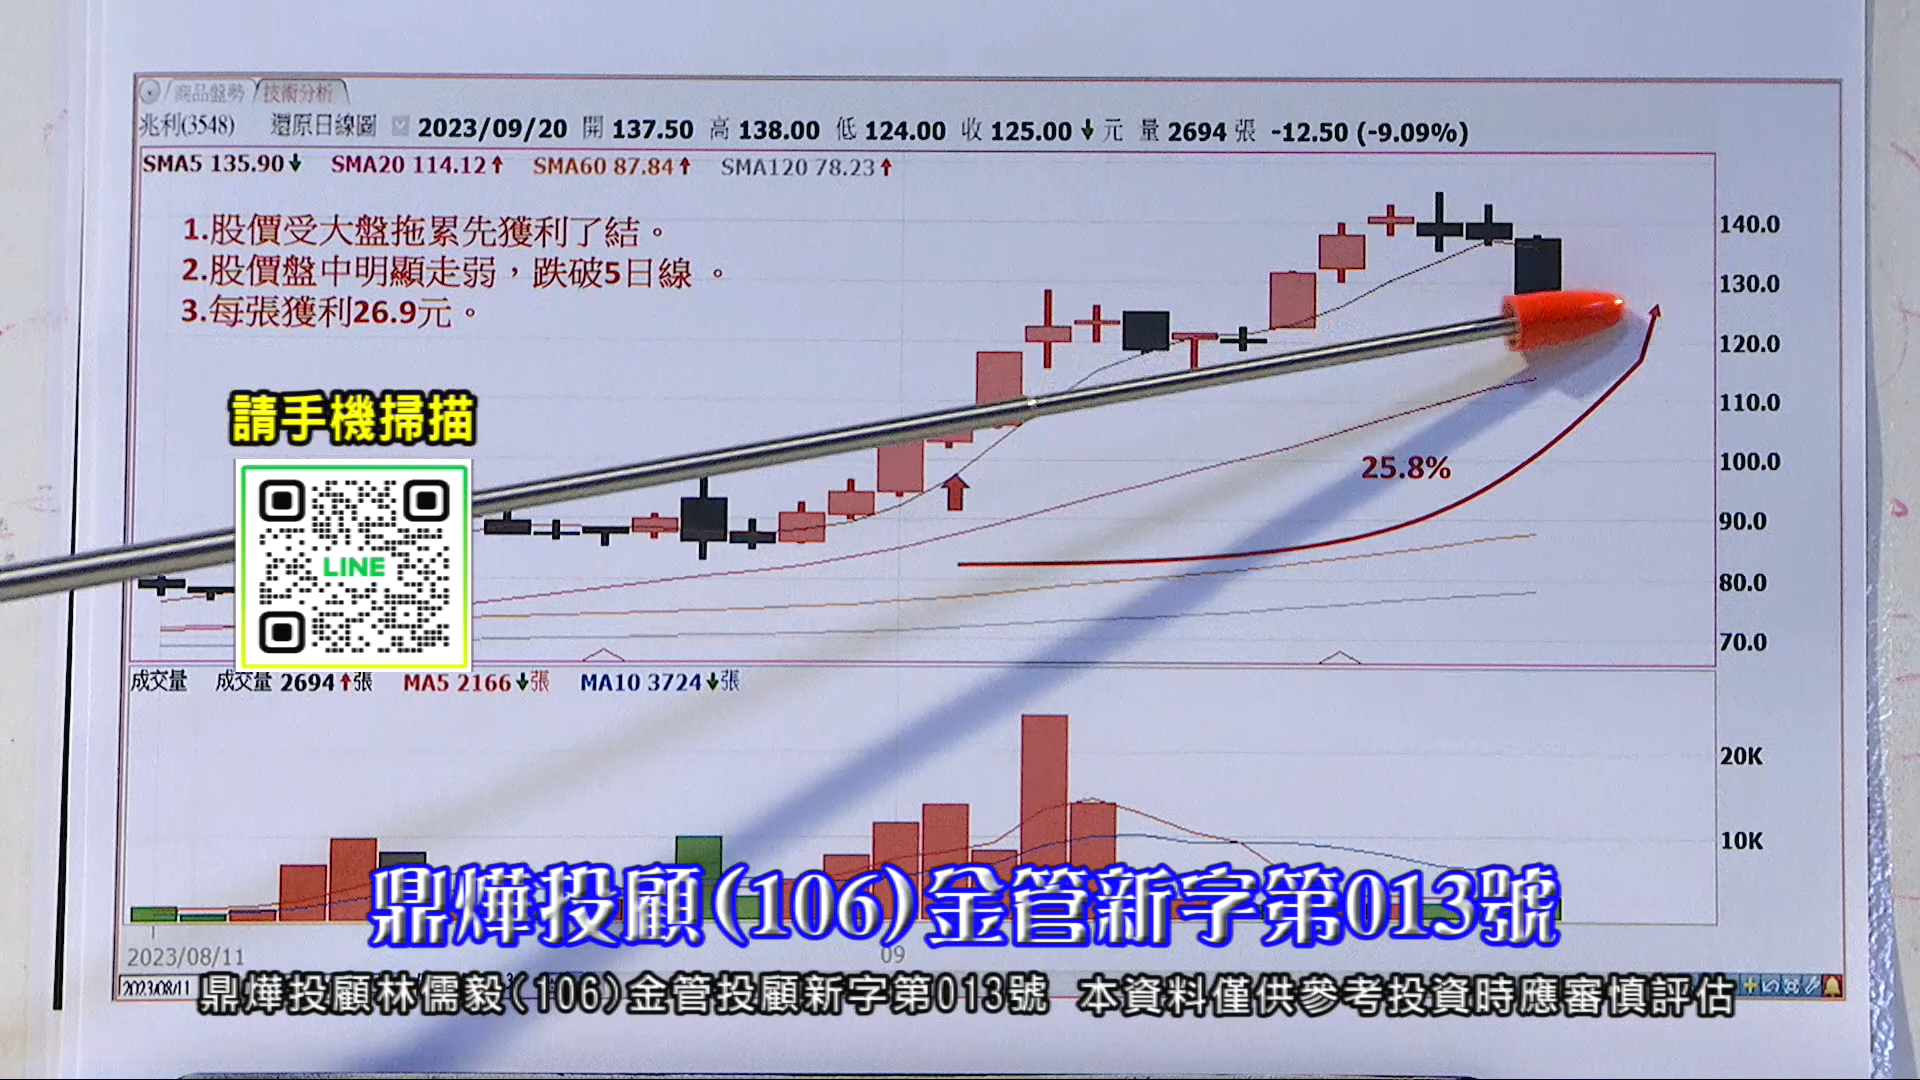 商品盤勢 技術分析
兆利(3548) 還原日線圖 2023/09/20 開 137.50 高 138.00 低 124.00 收 125.00↓元 量 2694 張 -12.50 (-9.09%)
SMA5 135.90↓ SMA20 114.12↑ SMA60 87.84↑ SMA120 78.23↑
1.股價受大盤拖累先獲利了結。
2.股價盤中明顯走弱，跌破5日線 。
3.每張獲利26.9元。
140.0
130.0
120.0
110.0
100.0
90.0
80.0
70.0
25.8%
請手機掃描
LINE
成交量 成交量 2694↑張 MA5 2166↓張 MA10 3724↓張
20K
10K
鼎燁投顧(106)金管新字第013號
2023/08/11 09
2023/08/11
鼎燁投顧林儒毅(106)金管投顧新字第013號 本資料僅供參考投資時應審慎評估